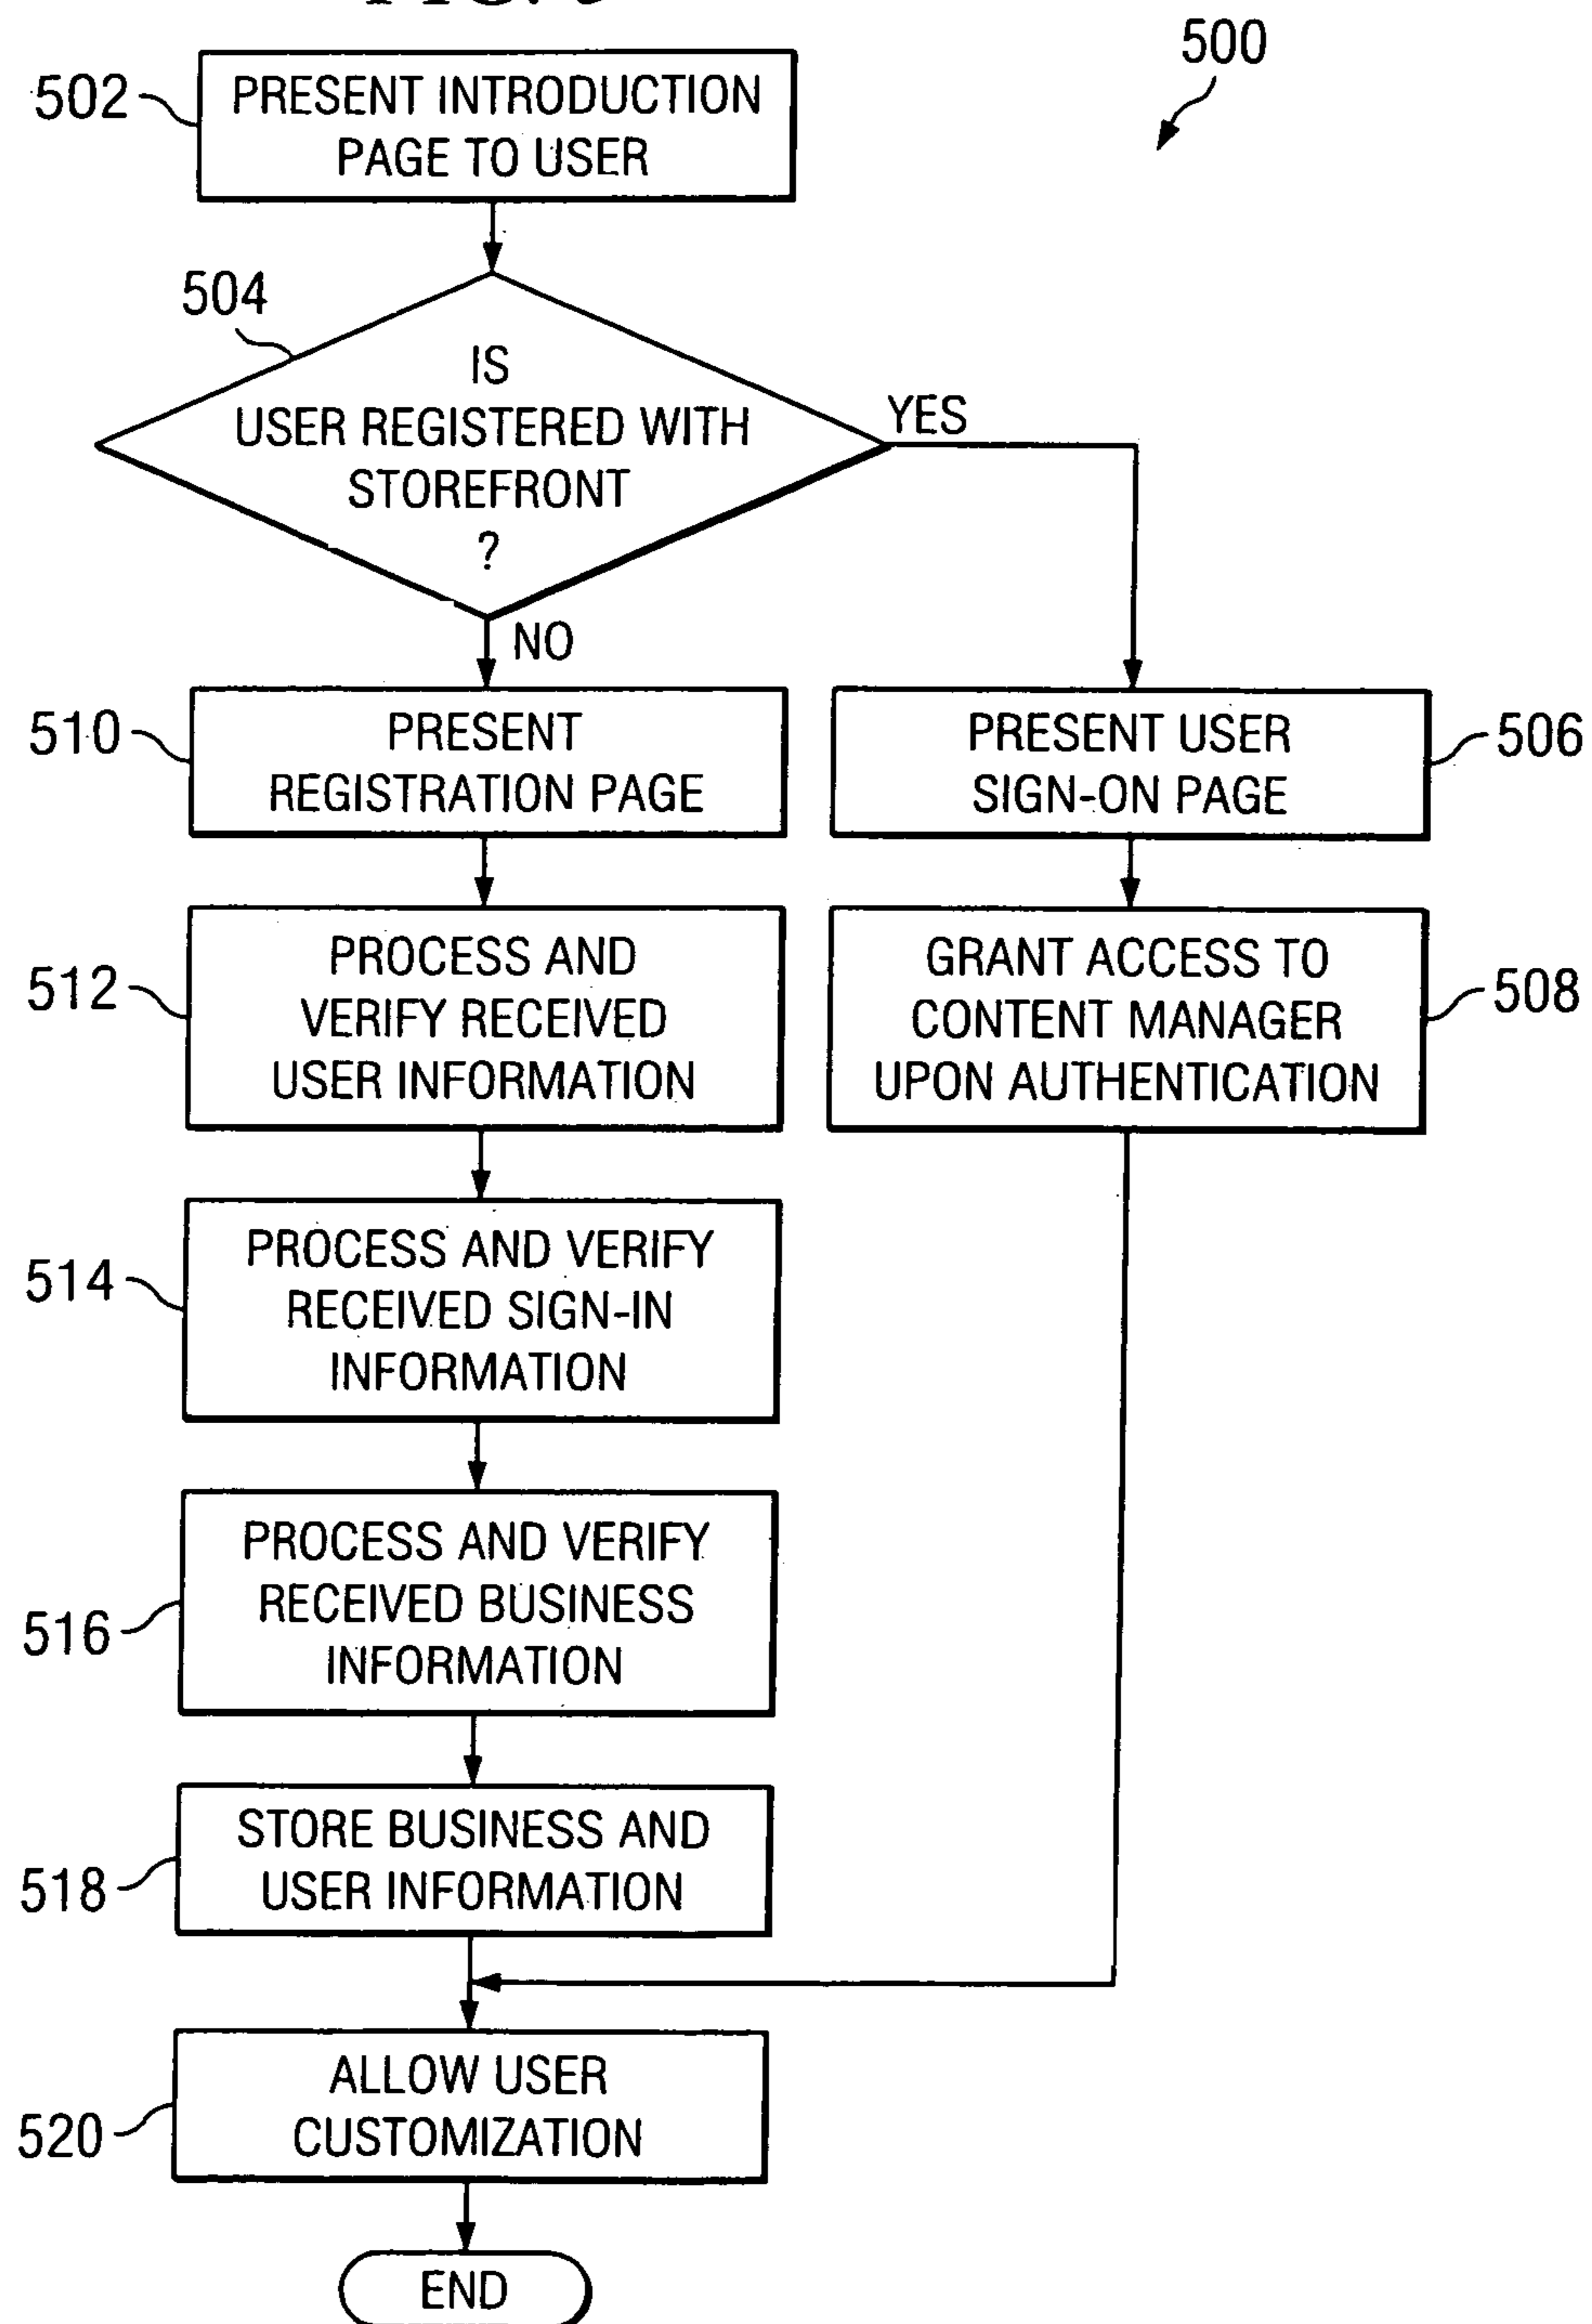 500
502
PRESENT INTRODUCTION
PAGE TO USER
504
IS
USER REGISTERED WITH
STOREFRONT
?
YES
NO
510
PRESENT
REGISTRATION PAGE
PRESENT USER
SIGN-ON PAGE
506
512
PROCESS AND
VERIFY RECEIVED
USER INFORMATION
GRANT ACCESS TO
CONTENT MANAGER
UPON AUTHENTICATION
508
514
PROCESS AND VERIFY
RECEIVED SIGN-IN
INFORMATION
516
PROCESS AND VERIFY
RECEIVED BUSINESS
INFORMATION
518
STORE BUSINESS AND
USER INFORMATION
520
ALLOW USER
CUSTOMIZATION
END